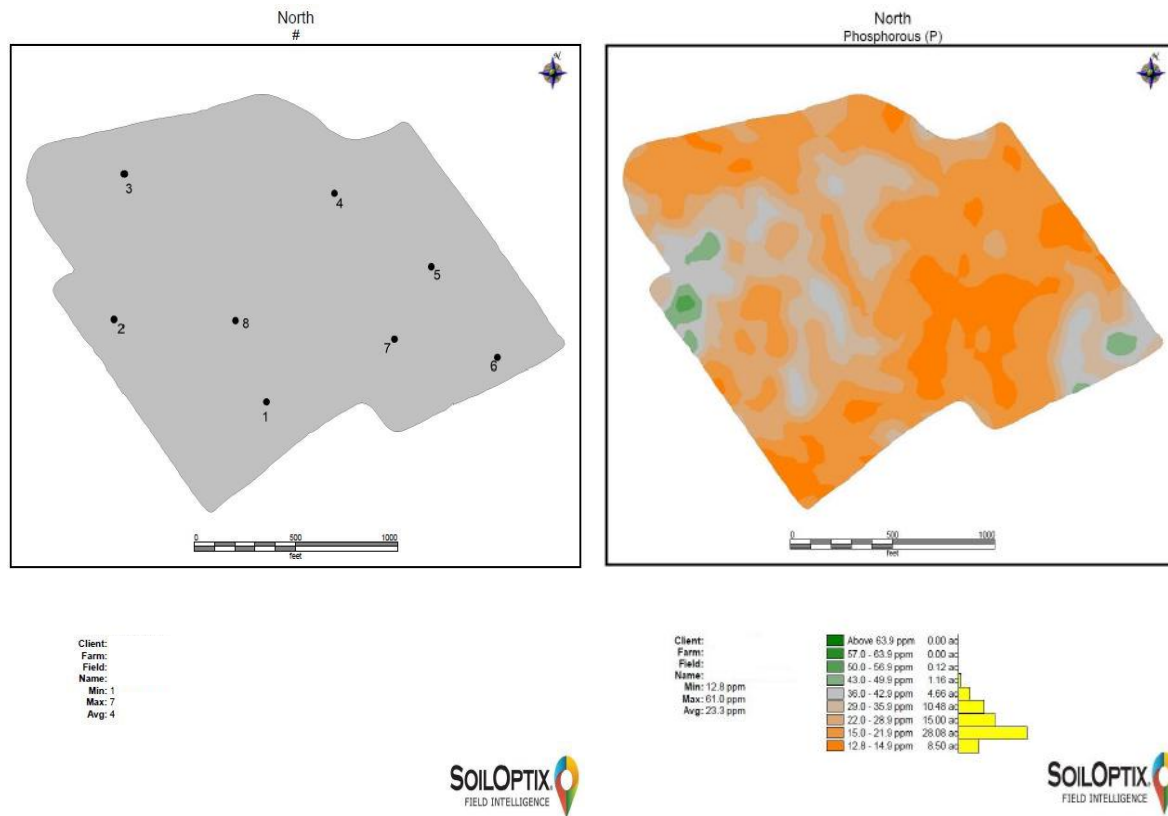 North
#
N
3
4
5
2
8
7
6
1
0 500 1000
feet
Client:
Farm:
Field:
Name:
Min: 1
Max: 7
Avg: 4
SOILOPTIX
FIELD INTELLIGENCE
North
Phosphorous (P)
N
0 500 1000
feet
Client:
Farm:
Field:
Name:
Min: 12.8 ppm
Max: 61.0 ppm
Avg: 23.3 ppm
Above 63.9 ppm 0.00 ac
57.0 - 63.9 ppm 0.00 ac
50.0 - 56.9 ppm 0.12 ac
43.0 - 49.9 ppm 1.16 ac
36.0 - 42.9 ppm 4.66 ac
29.0 - 35.9 ppm 10.48 ac
22.0 - 28.9 ppm 15.00 ac
15.0 - 21.9 ppm 28.08 ac
12.8 - 14.9 ppm 8.50 ac
SOILOPTIX
FIELD INTELLIGENCE